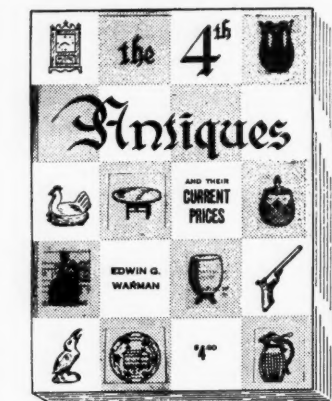 the 4th
Antiques
AND THEIR
CURRENT
PRICES
EDWIN G.
WARMAN
$4.00